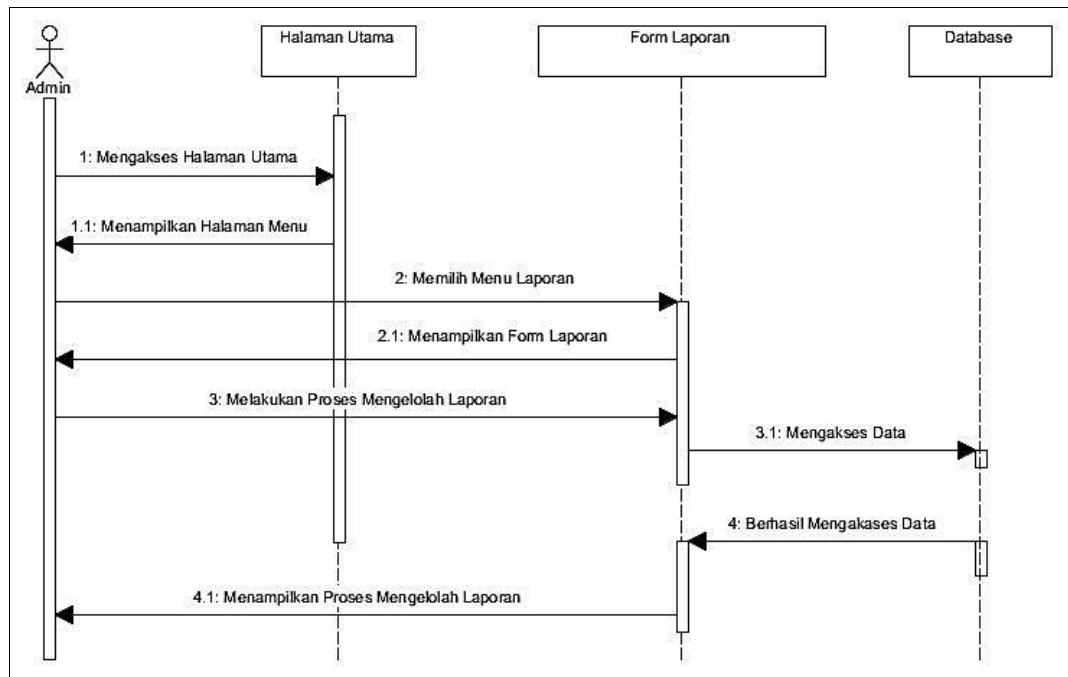 Halaman Utama
Form Laporan
Database
Admin
1: Mengakses Halaman Utama
1.1: Menampilkan Halaman Menu
2: Memilih Menu Laporan
2.1: Menampilkan Form Laporan
3: Melakukan Proses Mengelolah Laporan
3.1: Mengakses Data
4: Berhasil Mengakases Data
4.1: Menampilkan Proses Mengelolah Laporan